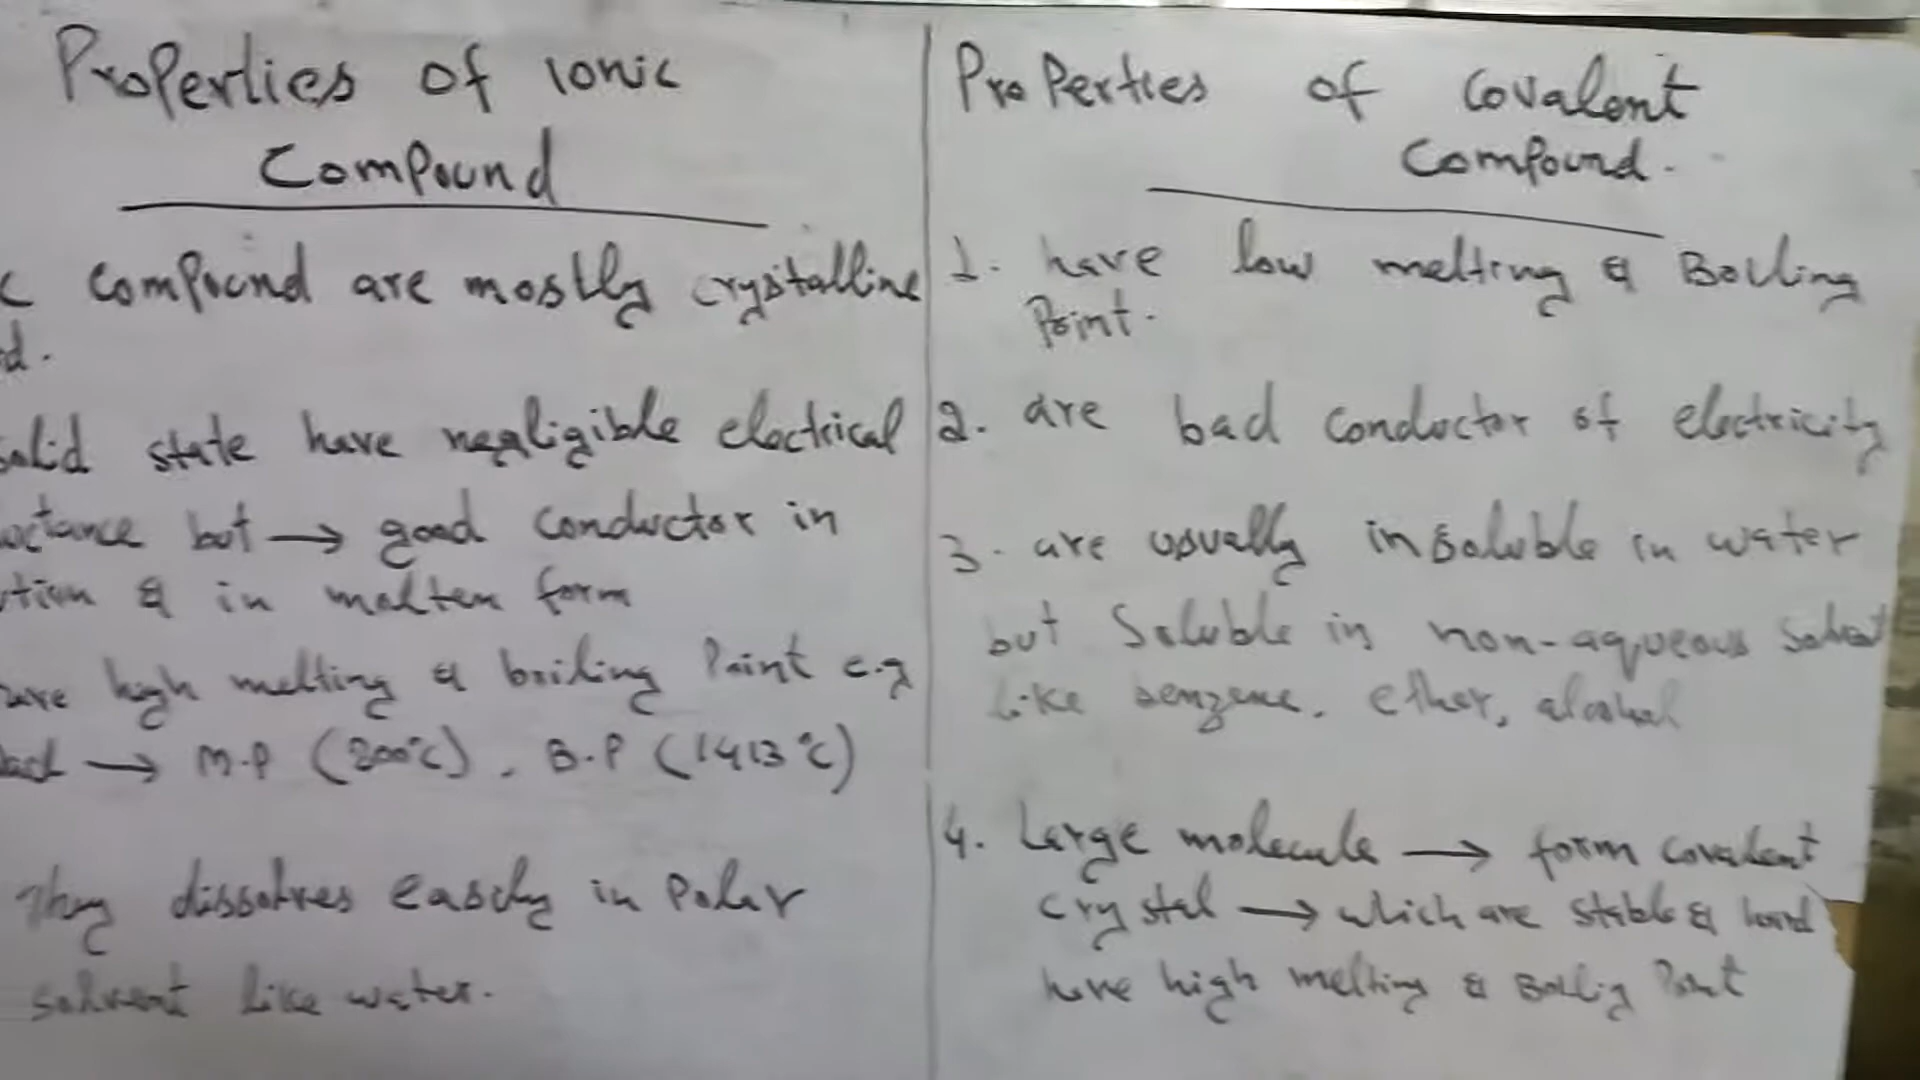 Properties of ionic
Compound
c compound are mostly crystalline
d.
solid state have negligible electrical
uctance but → good conductor in
ution & in molten form
have high melting & boiling Point e.g
→ M.P (800°C), B.P (1413°C)
They dissolves easily in Polar
solvent like water.
Properties of Covalent
Compound.
1. have low melting & Boiling
Point.
2. are bad conductor of electricity
3. are usually insoluble in water
but Soluble in non-aqueous solvent
like benzene, ether, alcohol
4. Large molecule → form covalent
crystal → which are stable & hard
have high melting & Boiling Point